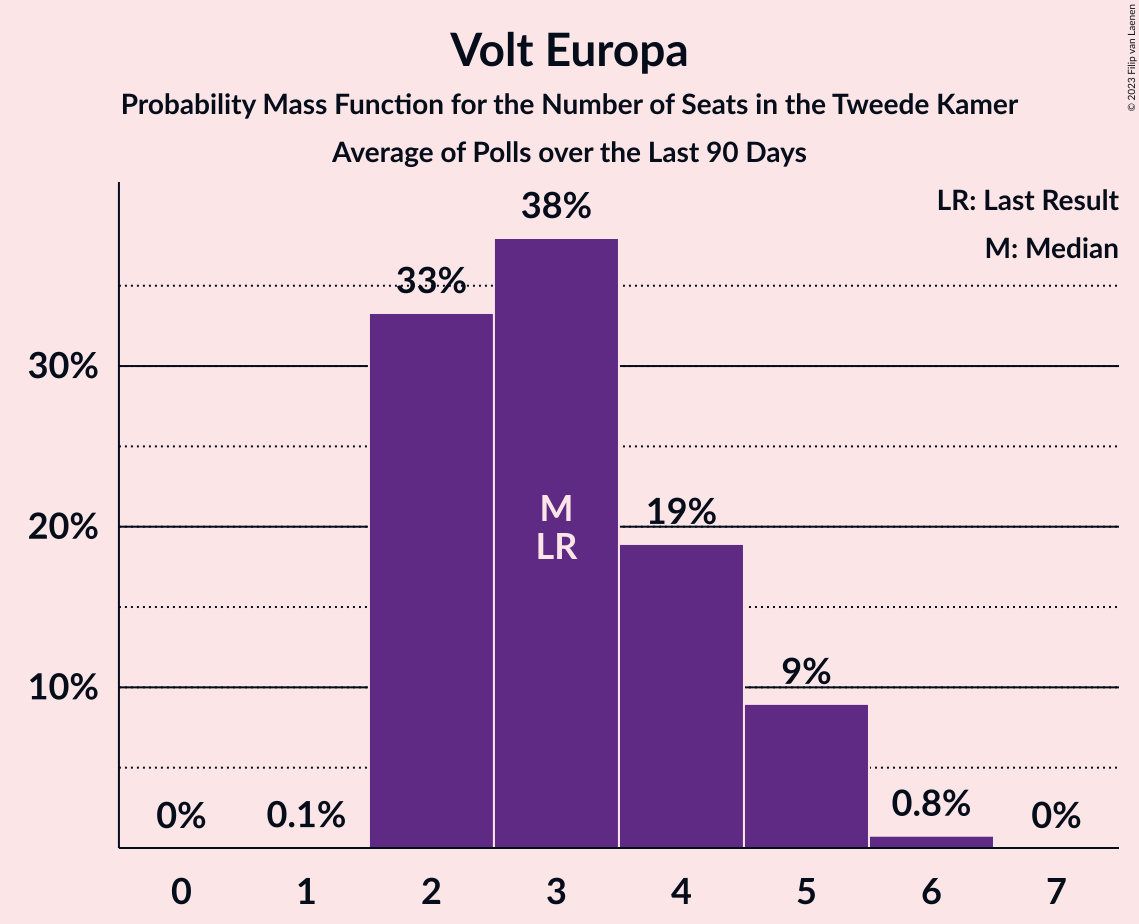 Volt Europa
Probability Mass Function for the Number of Seats in the Tweede Kamer
Average of Polls over the Last 90 Days
© 2023 Filip van Laenen
LR: Last Result
M: Median
38%
33%
30%
M
LR
20%
19%
10%
9%
0%
0.1%
0.8%
0%
0 1 2 3 4 5 6 7